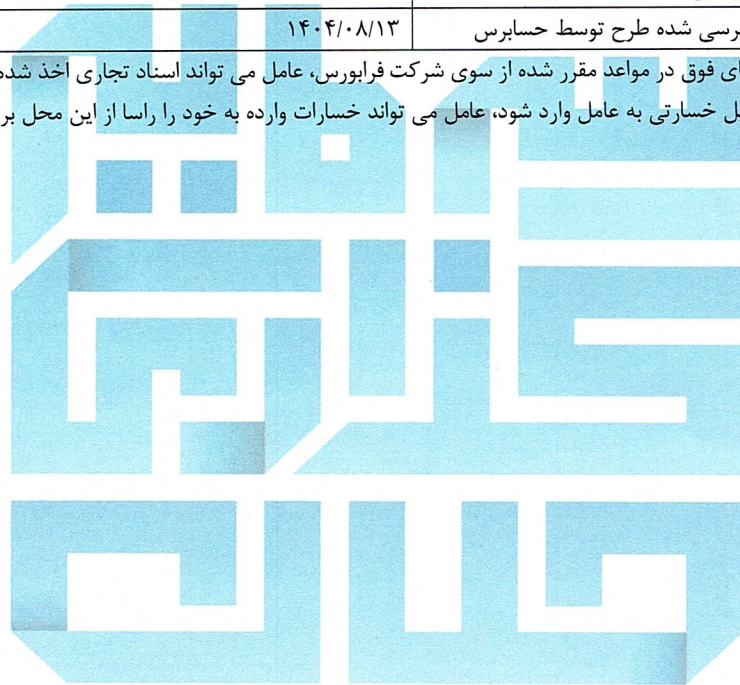 رسی شده طرح توسط حسابرس ۱۴۰۴/۰۸/۱۳
ای فوق در مواعد مقرر شده از سوی شرکت فرابورس، عامل می تواند اسناد تجاری اخذ شده
ل خسارتی به عامل وارد شود، عامل می تواند خسارات وارده به خود را راسا از این محل بر